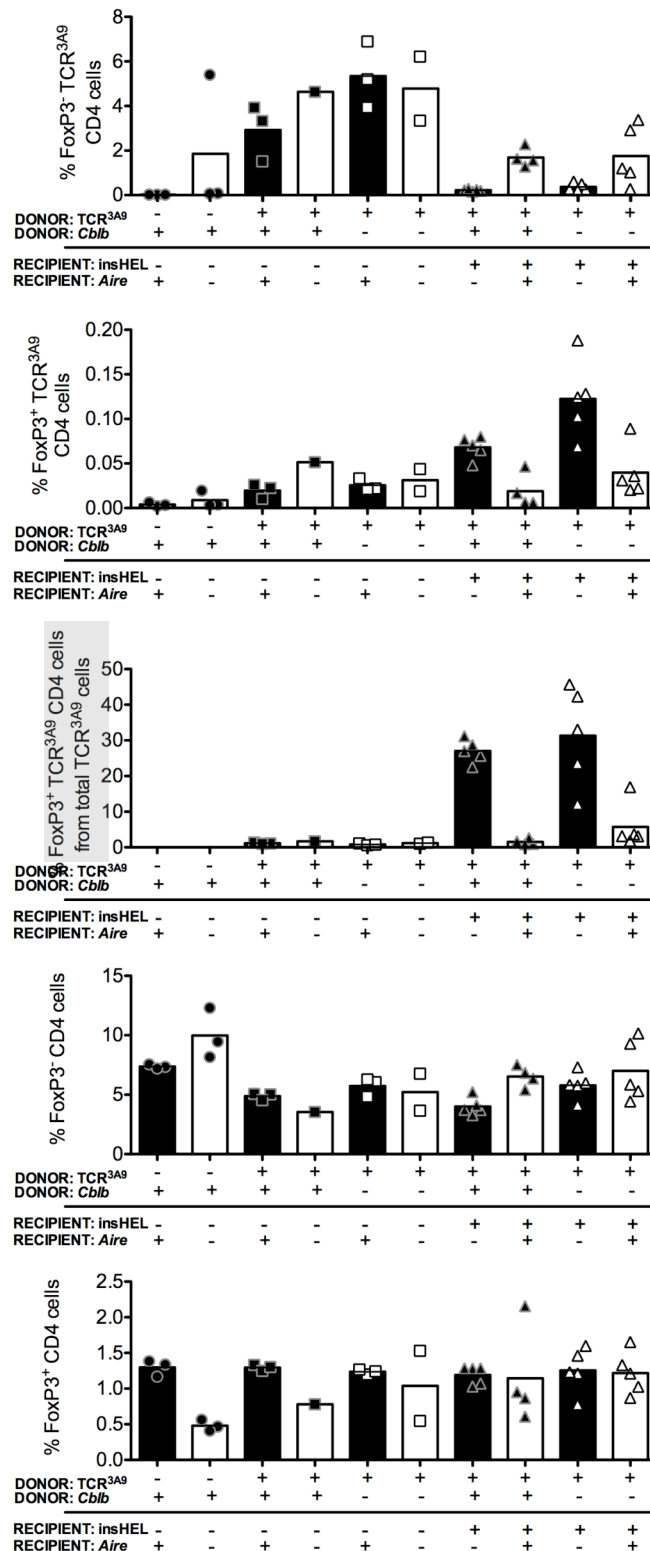 % FoxP3⁻ TCR³ᴬ⁹
CD4 cells
8
6
4
2
0
DONOR: TCR³ᴬ⁹ - - + + + + + + + +
DONOR: Cblb + + + + - - + + - -
RECIPIENT: insHEL - - - - - - + + + +
RECIPIENT: Aire + - + - + - + +
% FoxP3⁺ TCR³ᴬ⁹
CD4 cells
0.20
0.15
0.10
0.05
0.00
DONOR: TCR³ᴬ⁹ - - + + + + + + + +
DONOR: Cblb + + + + - - + + - -
RECIPIENT: insHEL - - - - - - + + + +
RECIPIENT: Aire + - + - + - + +
% FoxP3⁺ TCR³ᴬ⁹ CD4 cells
from total TCR³ᴬ⁹ cells
50
40
30
20
10
0
DONOR: TCR³ᴬ⁹ - - + + + + + + + +
DONOR: Cblb + + + + - - + + - -
RECIPIENT: insHEL - - - - - - + + + +
RECIPIENT: Aire + - + - + - + +
% FoxP3⁻ CD4 cells
15
10
5
0
DONOR: TCR³ᴬ⁹ - - + + + + + + + +
DONOR: Cblb + + + + - - + + - -
RECIPIENT: insHEL - - - - - - + + + +
RECIPIENT: Aire + - + - + - + +
% FoxP3⁺ CD4 cells
2.5
2.0
1.5
1.0
0.5
0.0
DONOR: TCR³ᴬ⁹ - - + + + + + + + +
DONOR: Cblb + + + + - - + + - -
RECIPIENT: insHEL - - - - - - + + + +
RECIPIENT: Aire + - + - + - + +